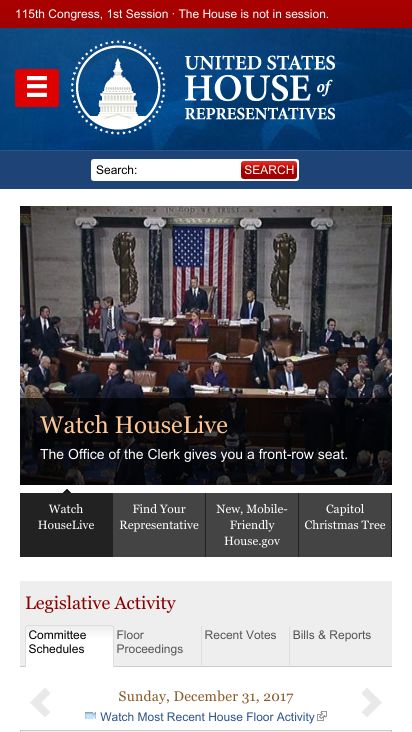 115th Congress, 1st Session · The House is not in session.
UNITED STATES
HOUSE of
REPRESENTATIVES
Search:
SEARCH
IN GOD WE TRUST
Watch HouseLive
The Office of the Clerk gives you a front-row seat.
Watch
HouseLive
Find Your
Representative
New, Mobile-
Friendly
House.gov
Capitol
Christmas Tree
Legislative Activity
Committee
Schedules
Floor
Proceedings
Recent Votes
Bills & Reports
Sunday, December 31, 2017
Watch Most Recent House Floor Activity